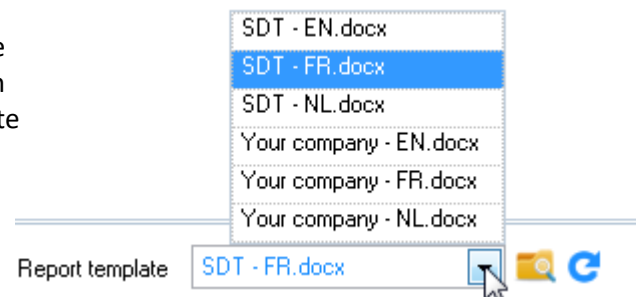 SDT - EN.docx
SDT - FR.docx
SDT - NL.docx
Your company - EN.docx
Your company - FR.docx
Your company - NL.docx
Report template SDT - FR.docx